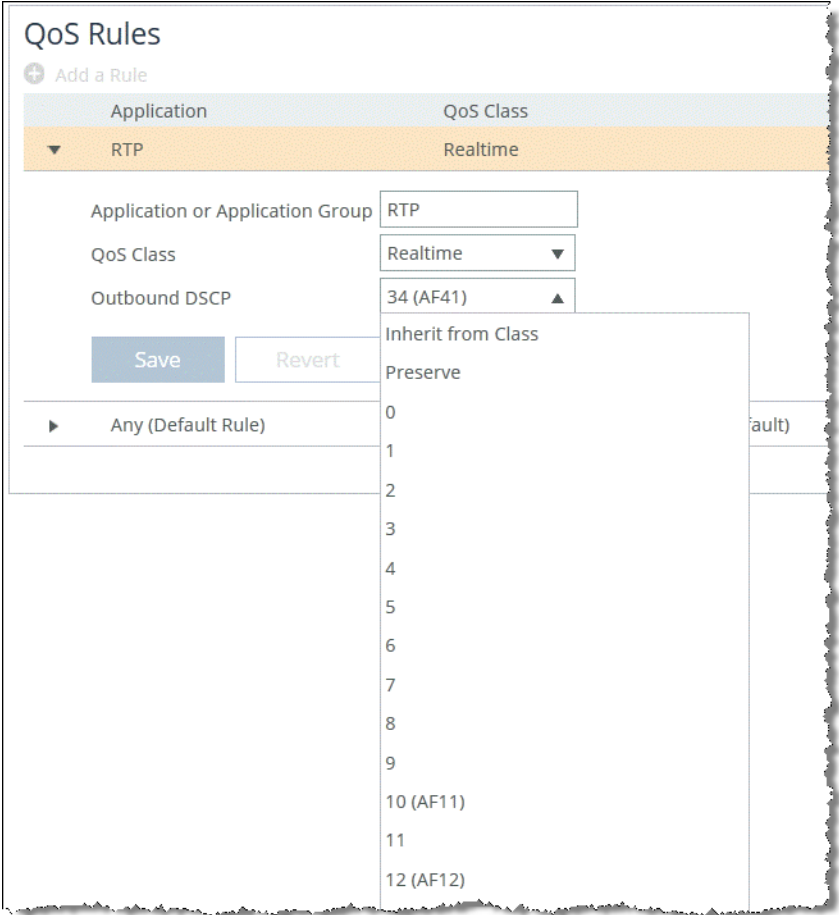 QoS Rules
Add a Rule
Application QoS Class
RTP Realtime
Application or Application Group RTP
QoS Class Realtime
Outbound DSCP 34 (AF41)
Inherit from Class
Save Revert
Preserve
0
Any (Default Rule) ault)
1
2
3
4
5
6
7
8
9
10 (AF11)
11
12 (AF12)